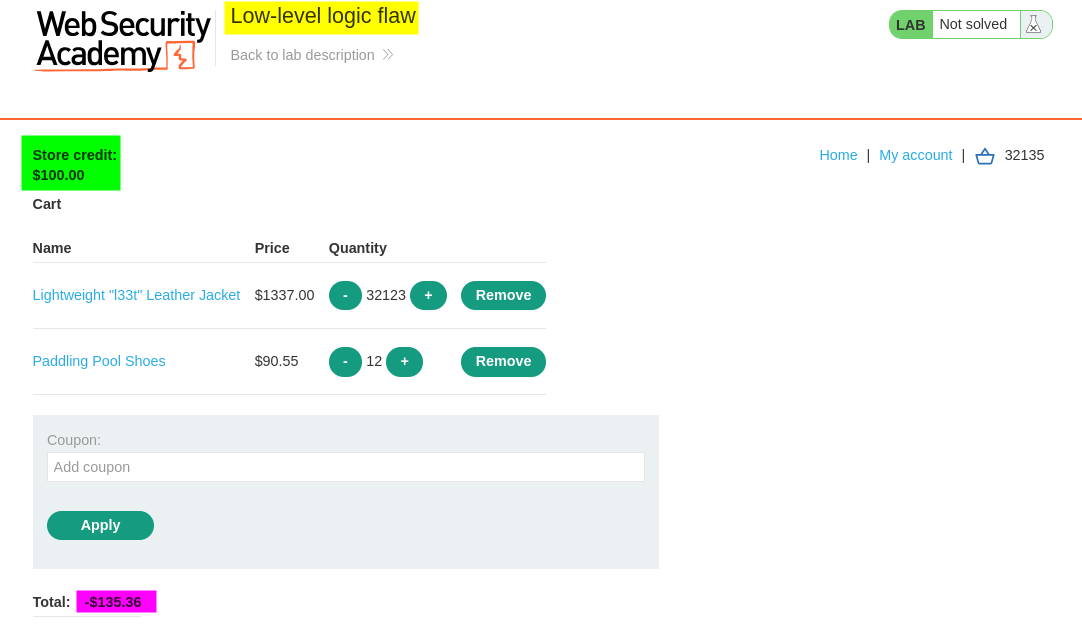 Web Security Academy
Low-level logic flaw
Back to lab description
LAB Not solved
Store credit:
$100.00
Home | My account | 32135
Cart
Name Price Quantity
Lightweight "l33t" Leather Jacket $1337.00 - 32123 + Remove
Paddling Pool Shoes $90.55 - 12 + Remove
Coupon:
Add coupon
Apply
Total: -$135.36